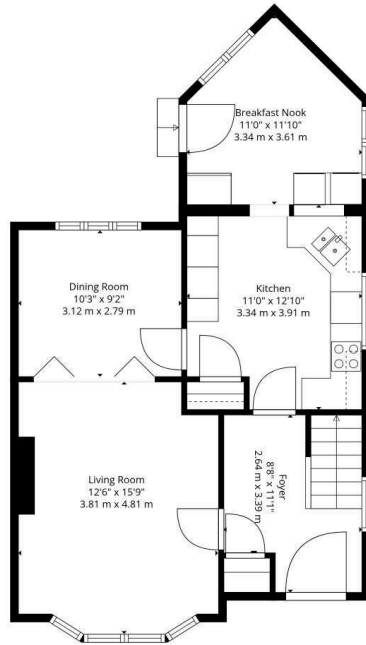 Breakfast Nook
11'0" x 11'10"
3.34 m x 3.61 m
Dining Room
10'3" x 9'2"
3.12 m x 2.79 m
Kitchen
11'0" x 12'10"
3.34 m x 3.91 m
Living Room
12'6" x 15'9"
3.81 m x 4.81 m
Foyer
8'8" x 11'1"
2.64 m x 3.39 m